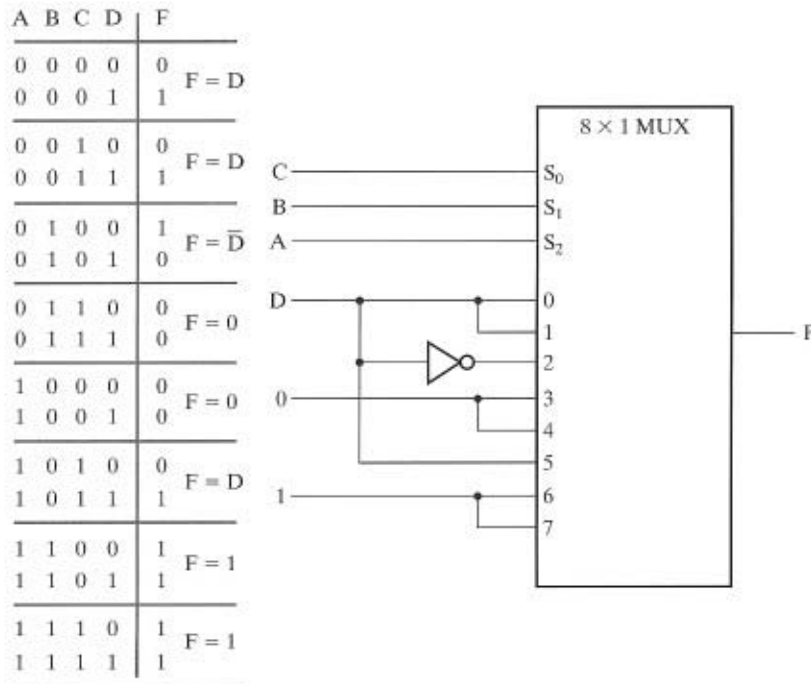 A B C D F
0 0 0 0 0
F = D
0 0 0 1 1
0 0 1 0 0
F = D
0 0 1 1 1
0 1 0 0 1
F = D̅
0 1 0 1 0
0 1 1 0 0
F = 0
0 1 1 1 0
1 0 0 0 0
F = 0
1 0 0 1 0
1 0 1 0 0
F = D
1 0 1 1 1
1 1 0 0 1
F = 1
1 1 0 1 1
1 1 1 0 1
F = 1
1 1 1 1 1
8 × 1 MUX
C S₀
B S₁
A S₂
D 0
1
2
0 3
4
5
1 6
7
F